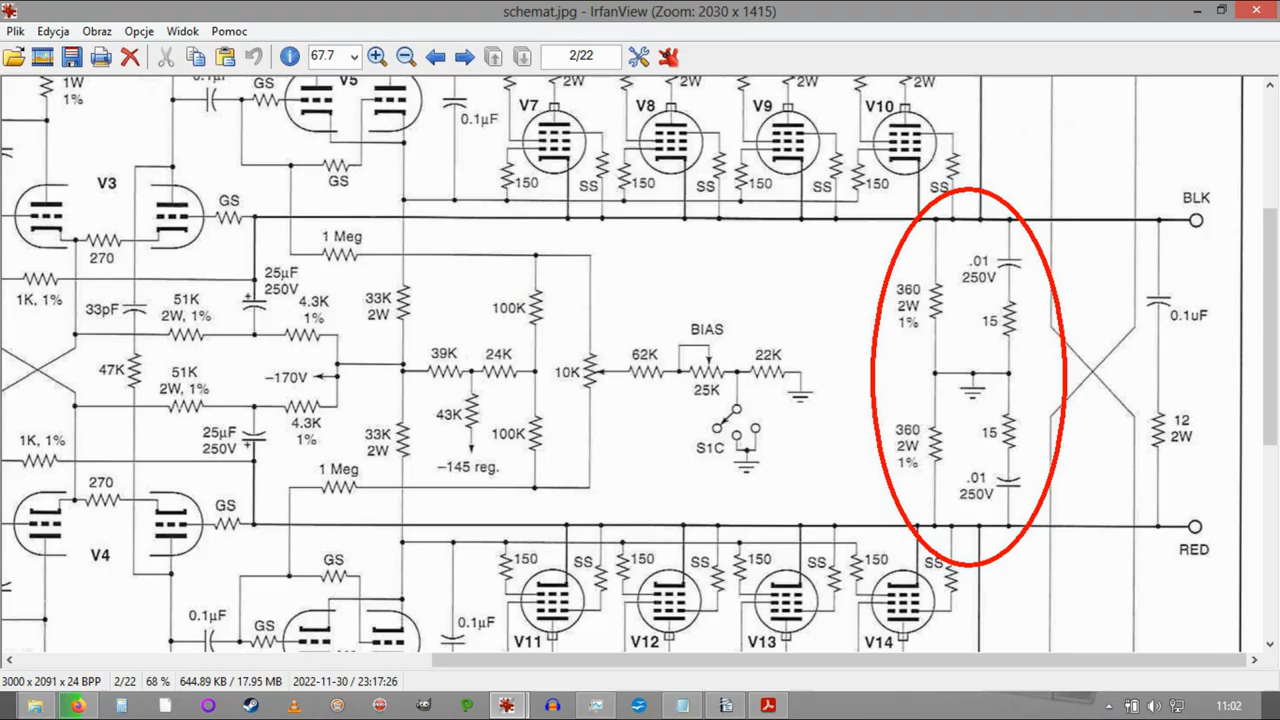 schemat.jpg - IrfanView (Zoom: 2030 x 1415)
Plik Edycja Obraz Opcje Widok Pomoc
67.7
2/22
1W
1%
GS
V5
0.1µF
2W
2W
2W
2W
V7
V8
V9
V10
150
SS
150
SS
150
SS
150
SS
GS
V3
GS
BLK
270
1 Meg
1K, 1%
25µF
250V
.01
250V
33pF
51K
2W, 1%
4.3K
1%
33K
2W
100K
360
2W
1%
15
0.1uF
BIAS
39K
24K
10K
62K
25K
22K
47K
−170V
51K
2W, 1%
43K
4.3K
1%
100K
360
2W
1%
15
12
2W
1K, 1%
25µF
250V
33K
2W
−145 reg.
S1C
1 Meg
.01
250V
270
GS
V4
RED
GS
150
SS
150
SS
150
SS
150
SS
0.1µF
GS
0.1µF
V11
V12
V13
V14
3000 x 2091 x 24 BPP
2/22
68 %
644.89 KB / 17.95 MB
2022-11-30 / 23:17:26
11:02